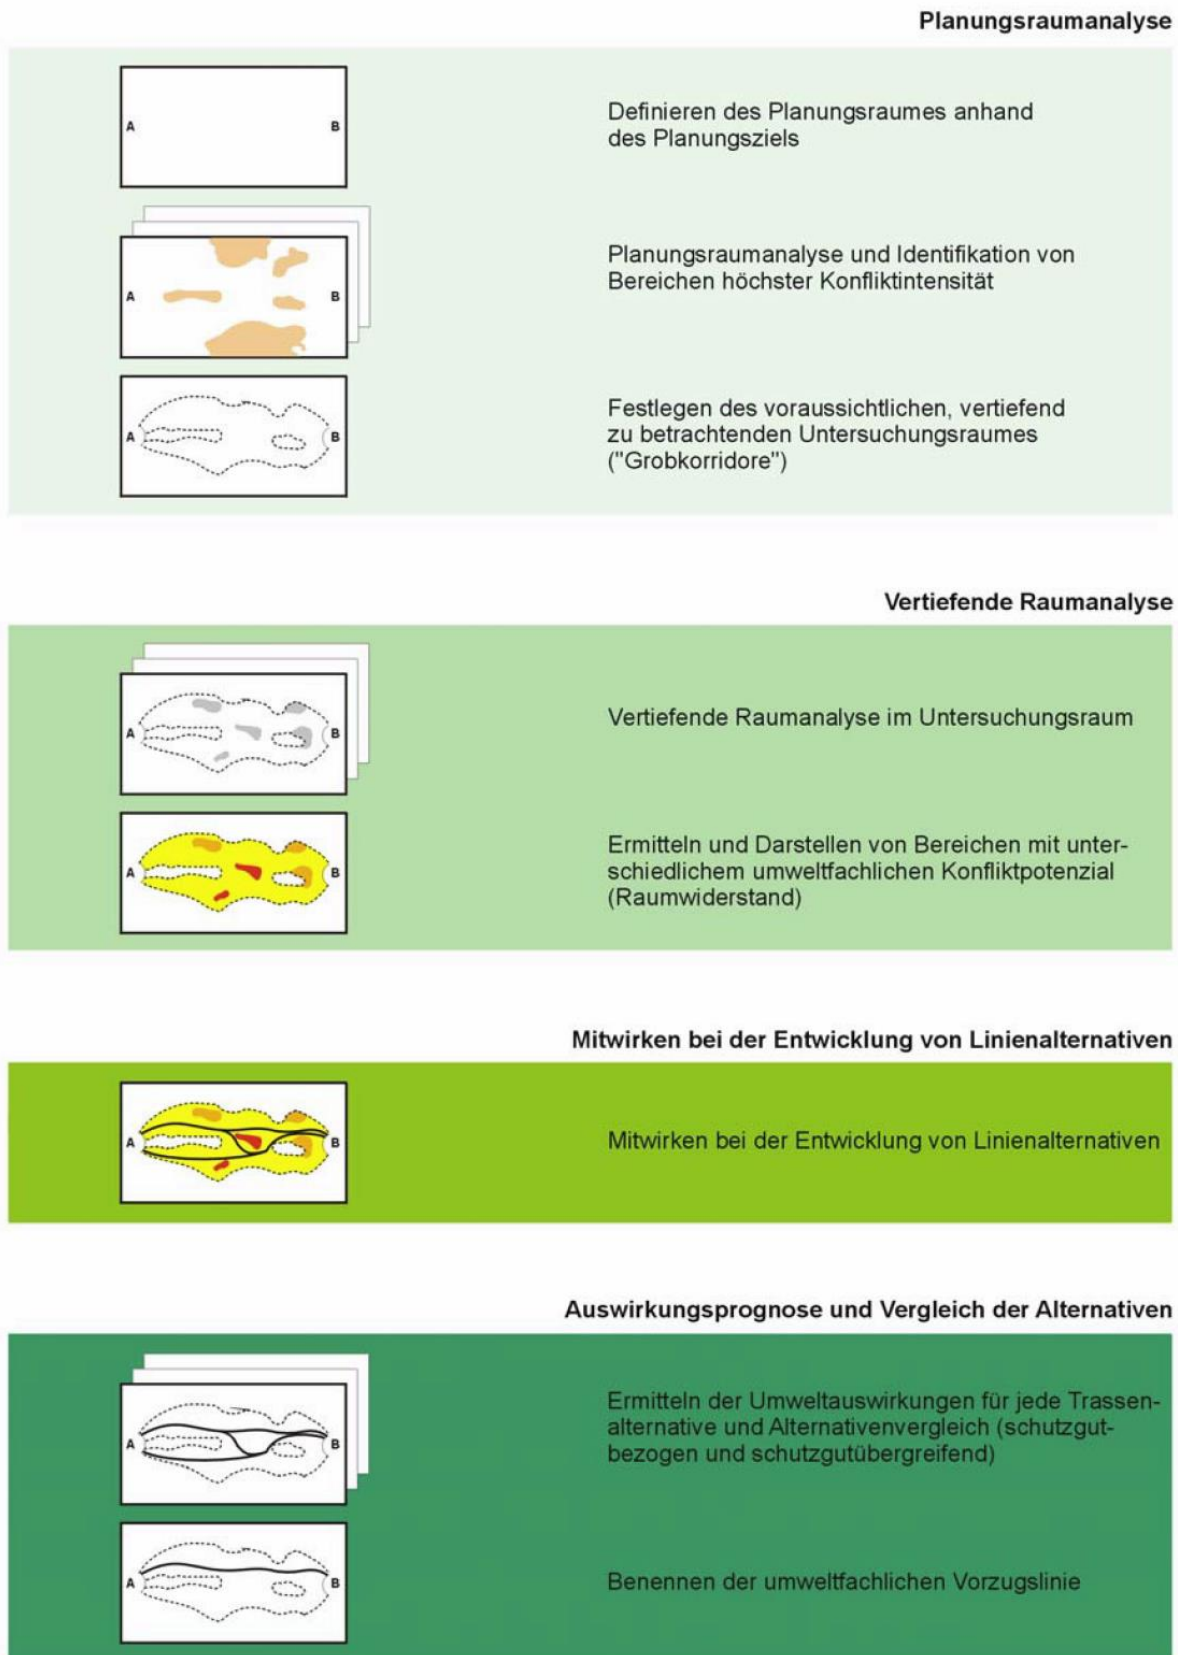 Planungsraumanalyse
A B
Definieren des Planungsraumes anhand
des Planungsziels
A B
Planungsraumanalyse und Identifikation von
Bereichen höchster Konfliktintensität
A B
Festlegen des voraussichtlichen, vertiefend
zu betrachtenden Untersuchungsraumes
("Grobkorridore")
Vertiefende Raumanalyse
A B
Vertiefende Raumanalyse im Untersuchungsraum
A B
Ermitteln und Darstellen von Bereichen mit unter-
schiedlichem umweltfachlichen Konfliktpotenzial
(Raumwiderstand)
Mitwirken bei der Entwicklung von Linienalternativen
A B
Mitwirken bei der Entwicklung von Linienalternativen
Auswirkungsprognose und Vergleich der Alternativen
A B
Ermitteln der Umweltauswirkungen für jede Trassen-
alternative und Alternativenvergleich (schutzgut-
bezogen und schutzgutübergreifend)
A B
Benennen der umweltfachlichen Vorzugslinie